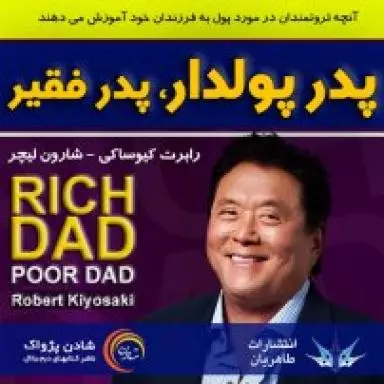 آنچه ثروتمندان در مورد پول به فرزندان خود آموزش می دهند
پدر پولدار، پدر فقیر
رابرت کیوساکی - شارون لیچر
RICH
DAD
POOR DAD
Robert Kiyosaki
شادن پژواک
انتشارات
طاهریان